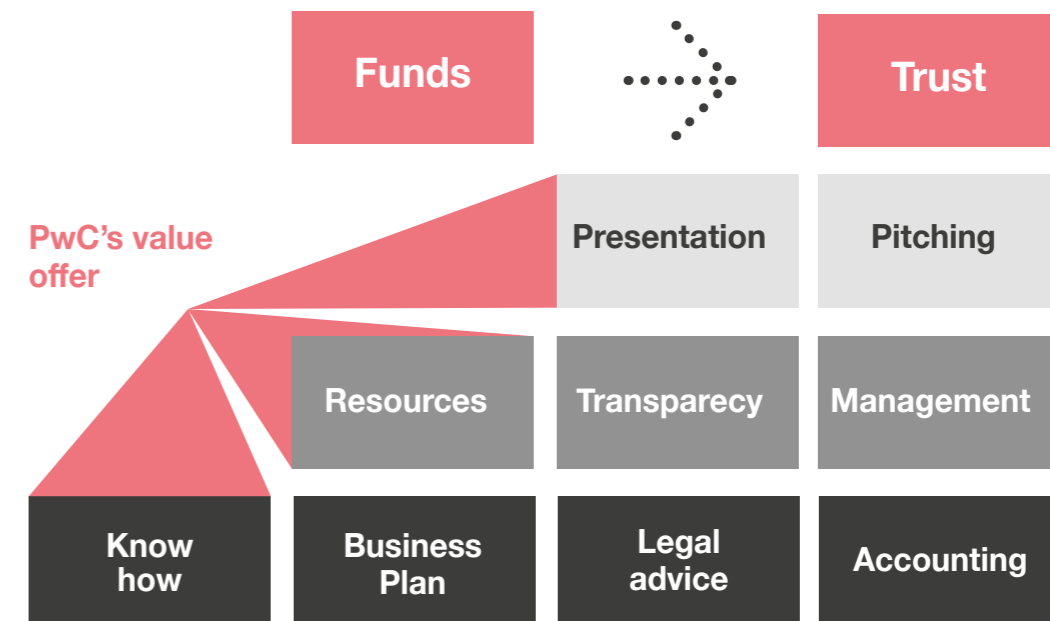 Funds
Trust
PwC's value
offer
Presentation
Pitching
Resources
Transparecy
Management
Know
how
Business
Plan
Legal
advice
Accounting